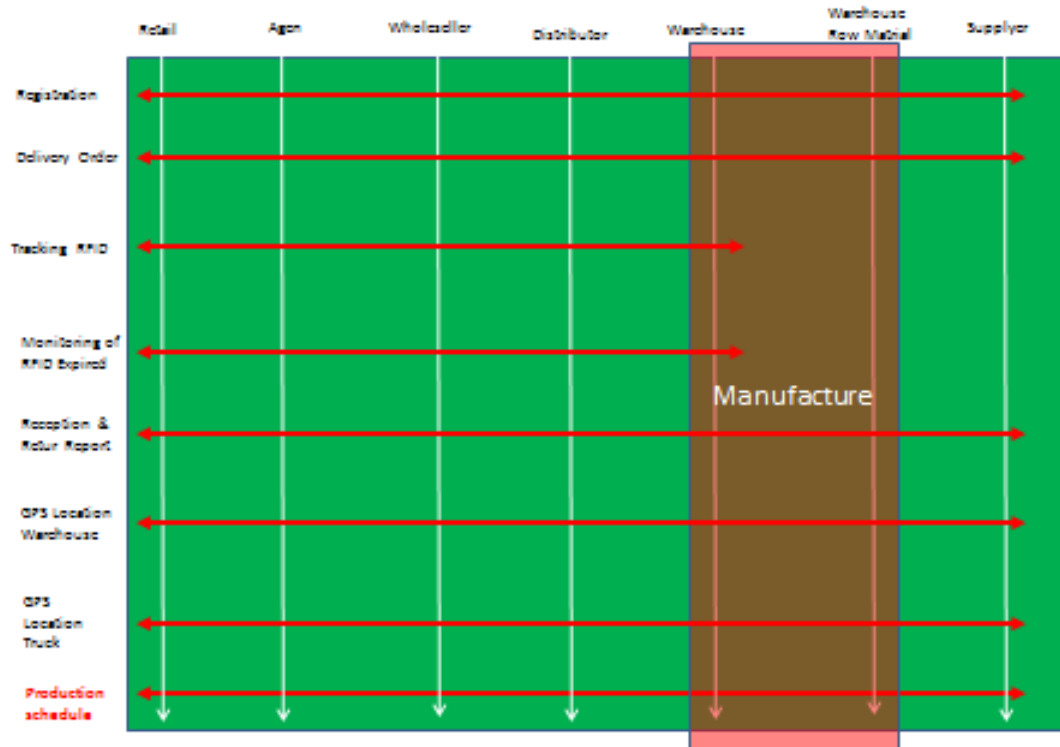 Retail
Agen
Wholeseller
Distributor
Warehouse
Warehouse
Row Matrial
Supplyer
Registration
Delivery Order
Tracking RFID
Monitoring of
RFID Expired
Manufacture
Reception &
Retur Report
GPS Location
Warehouse
GPS
Location
Truck
Production
schedule